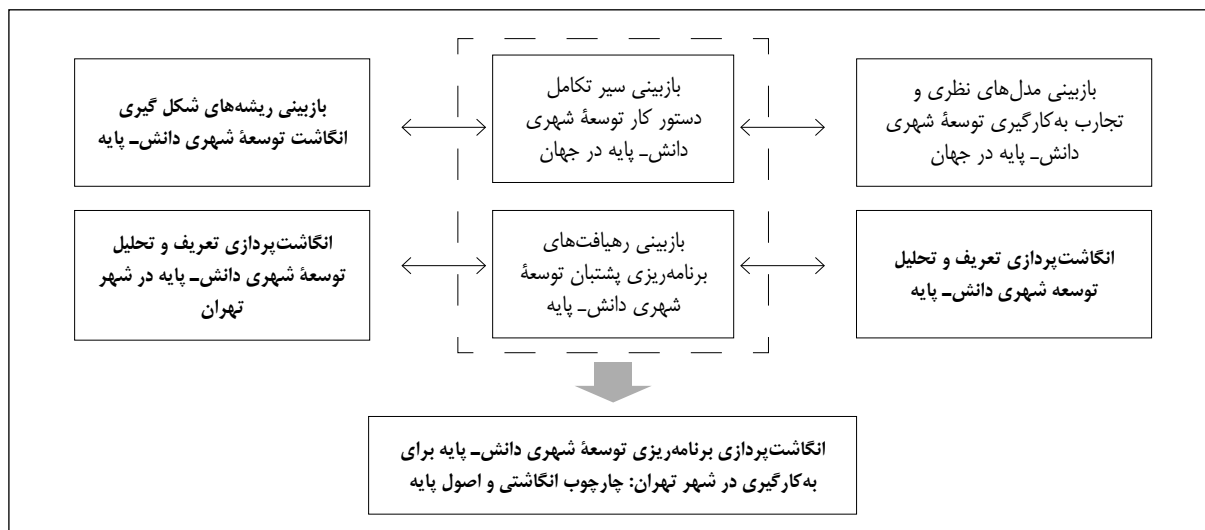 بازبینی مدل‌های نظری و
تجارب به‌کارگیری توسعهٔ شهری
دانش‌ـ پایه در جهان
بازبینی سیر تکامل
دستور کار توسعهٔ شهری
دانش‌ـ پایه در جهان
بازبینی ریشه‌های شکل گیری
انگاشت توسعهٔ شهری دانش‌ـ پایه
انگاشت‌پردازی تعریف و تحلیل
توسعه شهری دانش‌ـ پایه
بازبینی رهیافت‌های
برنامه‌ریزی پشتبان توسعهٔ
شهری دانش‌ـ پایه
انگاشت‌پردازی تعریف و تحلیل
توسعهٔ شهری دانش‌ـ پایه در شهر
تهران
انگاشت‌پردازی برنامه‌ریزی توسعهٔ شهری دانش‌ـ پایه برای
به‌کارگیری در شهر تهران: چارچوب انگاشتی و اصول پایه